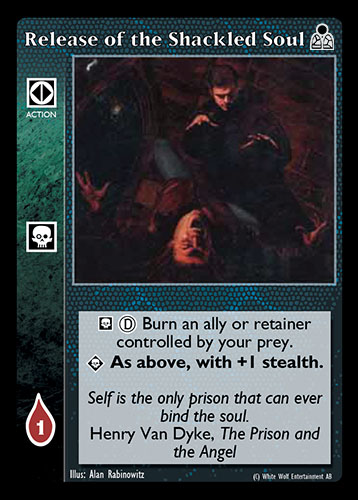 Release of the Shackled Soul
ACTION
D Burn an ally or retainer
controlled by your prey.
As above, with +1 stealth.
Self is the only prison that can ever
bind the soul.
Henry Van Dyke, The Prison and
the Angel
1
Illus: Alan Rabinowitz
(C) White Wolf Entertainment AB